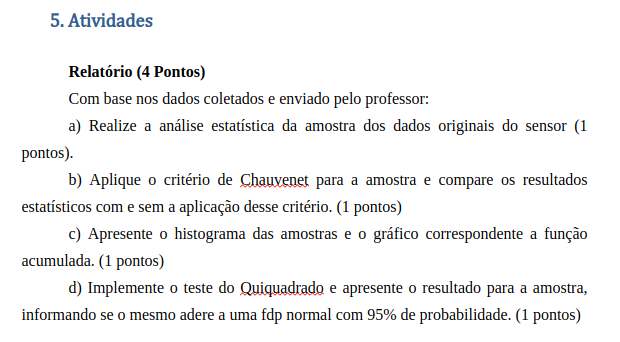 5. Atividades
Relatório (4 Pontos)
Com base nos dados coletados e enviado pelo professor:
a) Realize a análise estatística da amostra dos dados originais do sensor (1
pontos).
b) Aplique o critério de Chauvenet para a amostra e compare os resultados
estatísticos com e sem a aplicação desse critério. (1 pontos)
c) Apresente o histograma das amostras e o gráfico correspondente a função
acumulada. (1 pontos)
d) Implemente o teste do Quiquadrado e apresente o resultado para a amostra,
informando se o mesmo adere a uma fdp normal com 95% de probabilidade. (1 pontos)